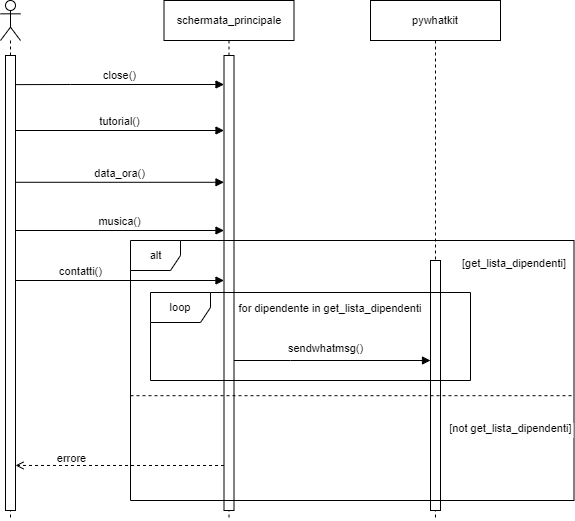 schermata_principale
pywhatkit
close()
tutorial()
data_ora()
musica()
alt
[get_lista_dipendenti]
contatti()
loop
for dipendente in get_lista_dipendenti
sendwhatmsg()
[not get_lista_dipendenti]
errore